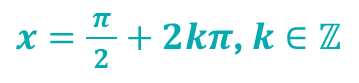 x = π/2 + 2kπ, k ∈ ℤ